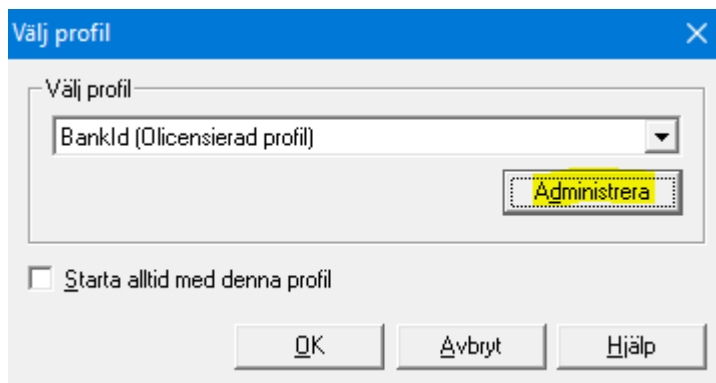 Välj profil
Välj profil
BankId (Olicensierad profil)
Administrera
Starta alltid med denna profil
OK Avbryt Hjälp